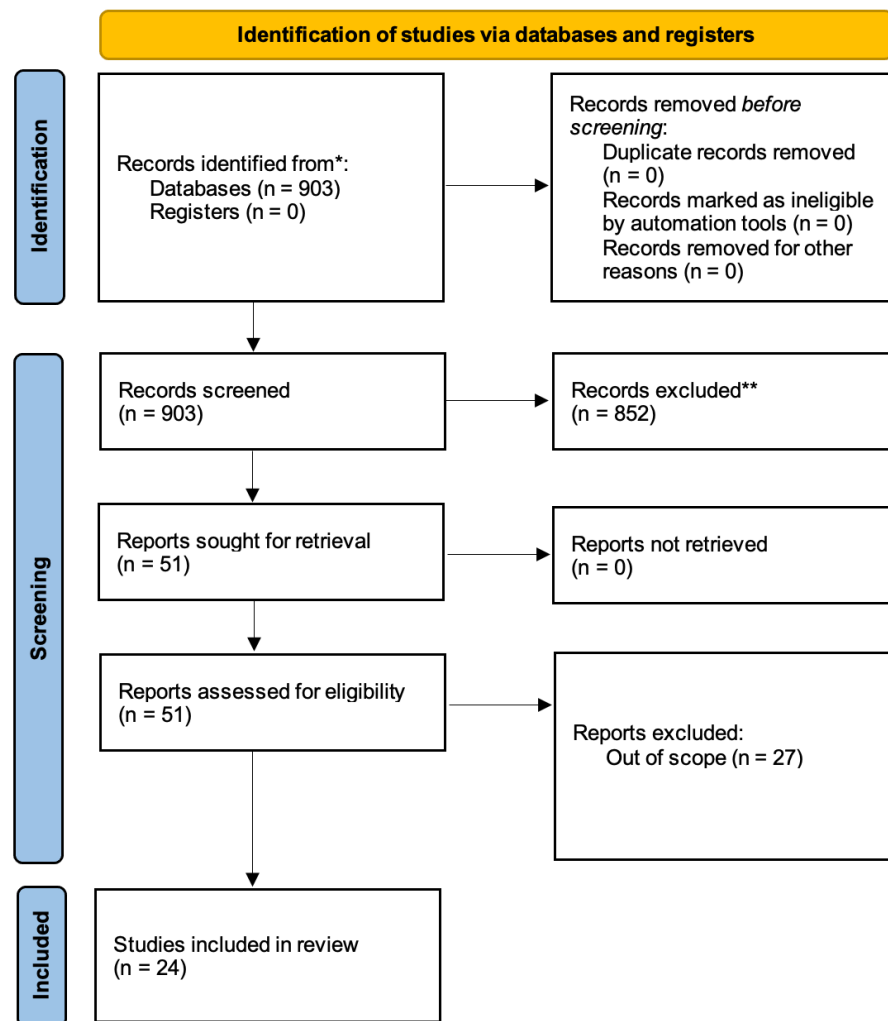 Identification of studies via databases and registers
Identification
Records identified from*:
Databases (n = 903)
Registers (n = 0)
Records removed before
screening:
Duplicate records removed
(n = 0)
Records marked as ineligible
by automation tools (n = 0)
Records removed for other
reasons (n = 0)
Screening
Records screened
(n = 903)
Records excluded**
(n = 852)
Reports sought for retrieval
(n = 51)
Reports not retrieved
(n = 0)
Reports assessed for eligibility
(n = 51)
Reports excluded:
Out of scope (n = 27)
Included
Studies included in review
(n = 24)